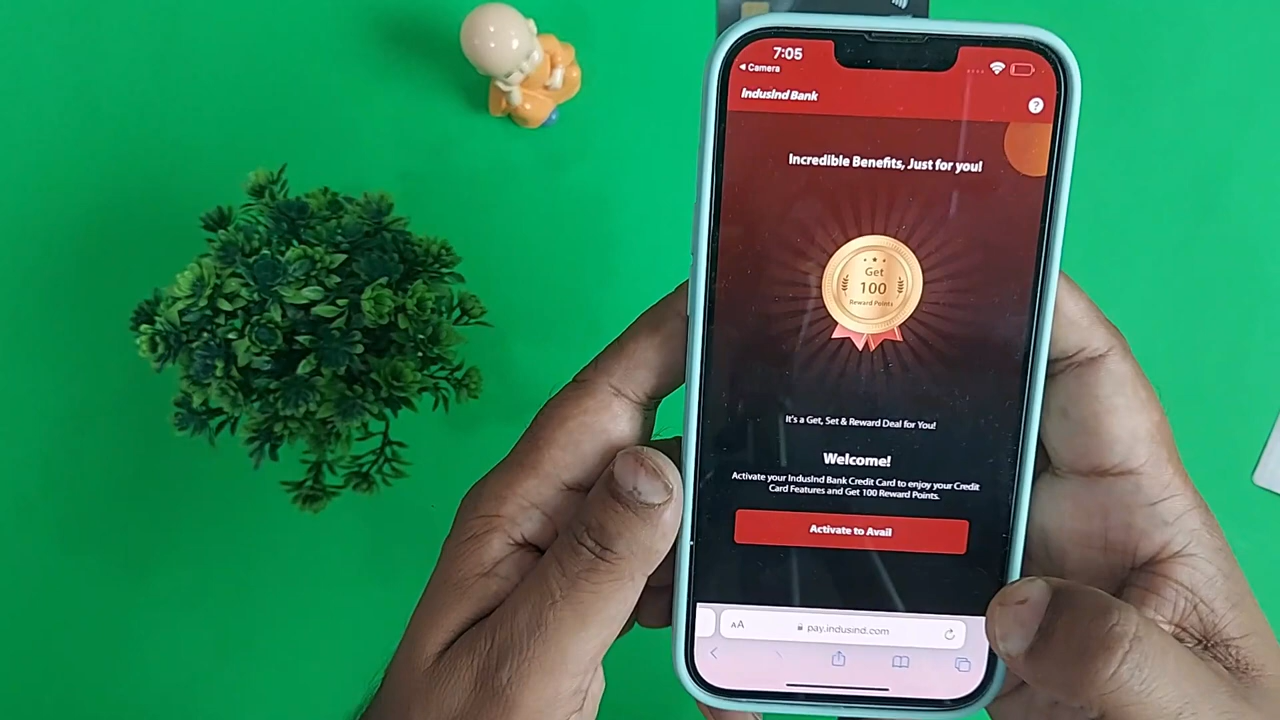 7:05
◀ Camera
IndusInd Bank
?
Incredible Benefits, Just for you!
Get
100
Reward Points
It's a Get, Set & Reward Deal for You!
Welcome!
Activate your IndusInd Bank Credit Card to enjoy your Credit
Card Features and Get 100 Reward Points.
Activate to Avail
AA
pay.indusind.com